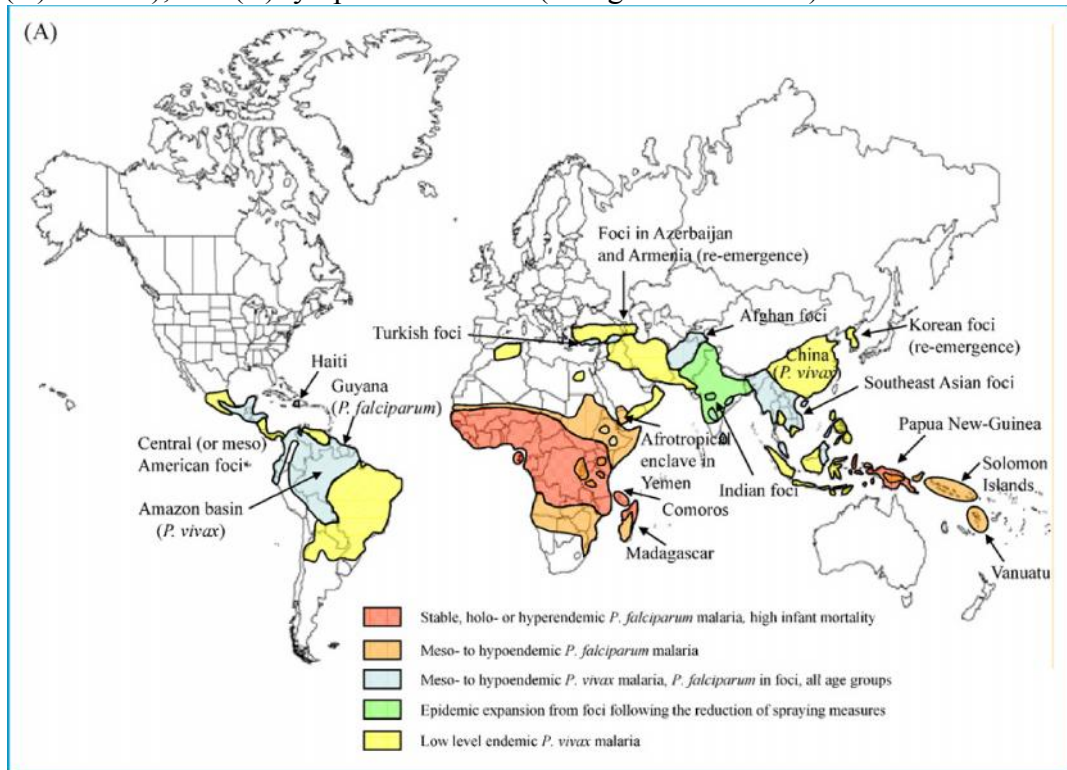 (A)
Foci in Azerbaijan
and Armenia (re-emergence)
Turkish foci
Afghan foci
Korean foci
(re-emergence)
China
(P. vivax)
Haiti
Guyana
(P. falciparum)
Southeast Asian foci
Papua New-Guinea
Central (or meso)
American foci
Afrotropical
enclave in
Yemen
Indian foci
Solomon
Islands
Amazon basin
(P. vivax)
Comoros
Madagascar
Vanuatu
Stable, holo- or hyperendemic P. falciparum malaria, high infant mortality
Meso- to hypoendemic P. falciparum malaria
Meso- to hypoendemic P. vivax malaria, P. falciparum in foci, all age groups
Epidemic expansion from foci following the reduction of spraying measures
Low level endemic P. vivax malaria